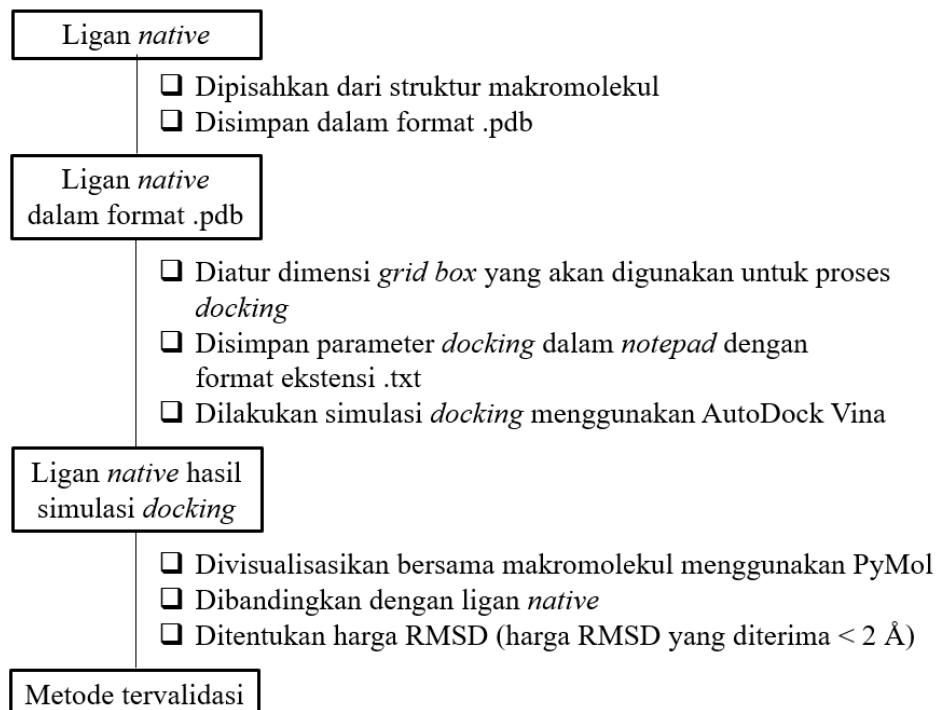 Ligan native
❑ Dipisahkan dari struktur makromolekul
❑ Disimpan dalam format .pdb
Ligan native
dalam format .pdb
❑ Diatur dimensi grid box yang akan digunakan untuk proses
docking
❑ Disimpan parameter docking dalam notepad dengan
format ekstensi .txt
❑ Dilakukan simulasi docking menggunakan AutoDock Vina
Ligan native hasil
simulasi docking
❑ Divisualisasikan bersama makromolekul menggunakan PyMol
❑ Dibandingkan dengan ligan native
❑ Ditentukan harga RMSD (harga RMSD yang diterima < 2 Å)
Metode tervalidasi